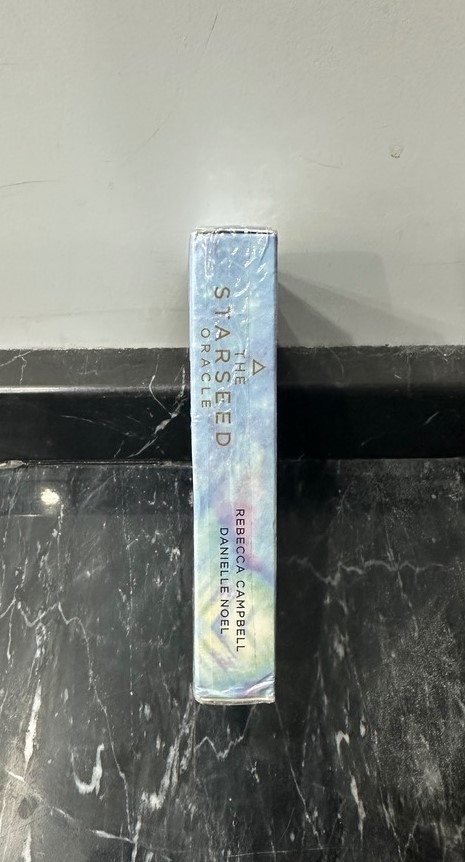 THE
STARSEED
ORACLE
REBECCA CAMPBELL
DANIELLE NOEL